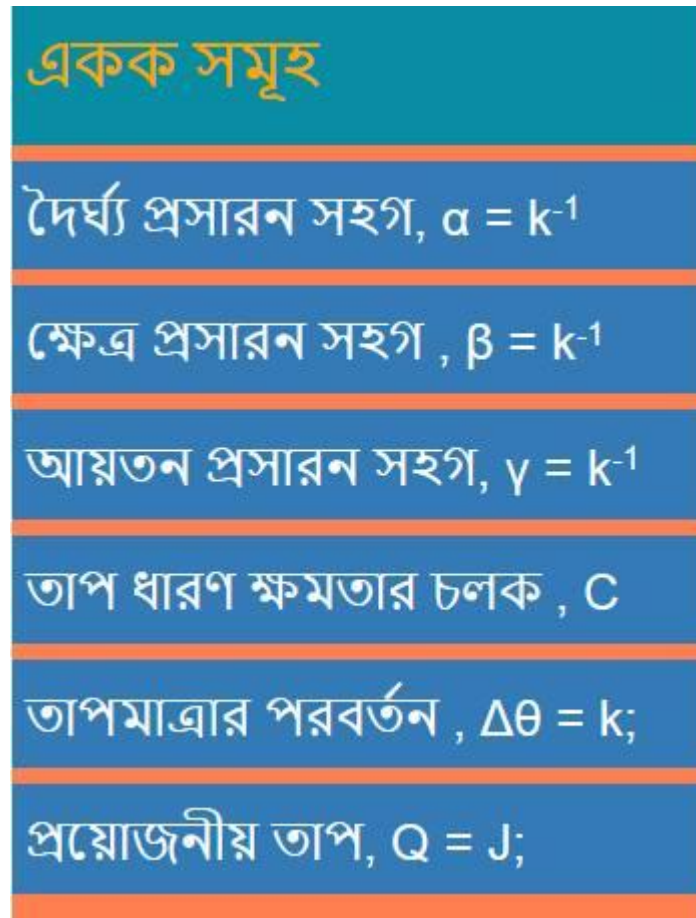 একক সমূহ
দৈর্ঘ্য প্রসারন সহগ, α = k⁻¹
ক্ষেত্র প্রসারন সহগ , β = k⁻¹
আয়তন প্রসারন সহগ, γ = k⁻¹
তাপ ধারণ ক্ষমতার চলক , C
তাপমাত্রার পরবর্তন , Δθ = k;
প্রয়োজনীয় তাপ, Q = J;